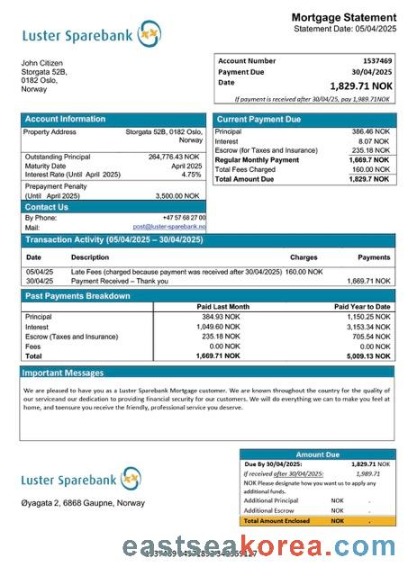 Mortgage Statement
Statement Date: 05/04/2025
Luster Sparebank
John Citizen
Storgata 52B,
0182 Oslo,
Norway
Account Number 1537469
Payment Due 30/04/2025
Date 1,829.71 NOK
If payment is received after 30/04/25, pay 1,989.71NOK
Account Information
Property Address Storgata 52B, 0182 Oslo,
Norway
Outstanding Principal 264,776.43 NOK
Maturity Date April 2025
Interest Rate (Until April 2025) 4.75%
Prepayment Penalty
(Until April 2025) 3,500.00 NOK
Contact Us
By Phone: +47 57 68 27 00
Mail: post@luster-sparebank.no
Current Payment Due
Principal 386.46 NOK
Interest 8.07 NOK
Escrow (for Taxes and Insurance) 235.18 NOK
Regular Monthly Payment 1,669.7 NOK
Total Fees Charged 160.00 NOK
Total Amount Due 1,829.7 NOK
Transaction Activity (05/04/2025 – 30/04/2025)
Date Description Charges Payments
05/04/25 Late Fees (charged because payment was received after 30/04/2025) 160.00 NOK
30/04/25 Payment Received – Thank you 1,669.71 NOK
Past Payments Breakdown
Paid Last Month Paid Year to Date
Principal 384.93 NOK 1,150.25 NOK
Interest 1,049.60 NOK 3,153.34 NOK
Escrow (Taxes and Insurance) 235.18 NOK 705.54 NOK
Fees 0.00 NOK 0.00 NOK
Total 1,669.71 NOK 5,009.13 NOK
Important Messages
We are pleased to have you as a Luster Sparebank Mortgage customer. We are known throughout the country for the quality of
our serviceand our dedication to providing financial security for our customers. We will do everything we can to make you feel at
home, and toensure you receive the friendly, professional service you deserve.
Luster Sparebank
Øyagata 2, 6868 Gaupne, Norway
Amount Due
Due By 30/04/2025: 1,829.71 NOK
If received after 30/04/2025: 1,989.71
NOK Please designate how you want us to apply any
additional funds.
Additional Principal NOK .
Additional Escrow NOK .
Total Amount Enclosed NOK .
eastseakorea.com